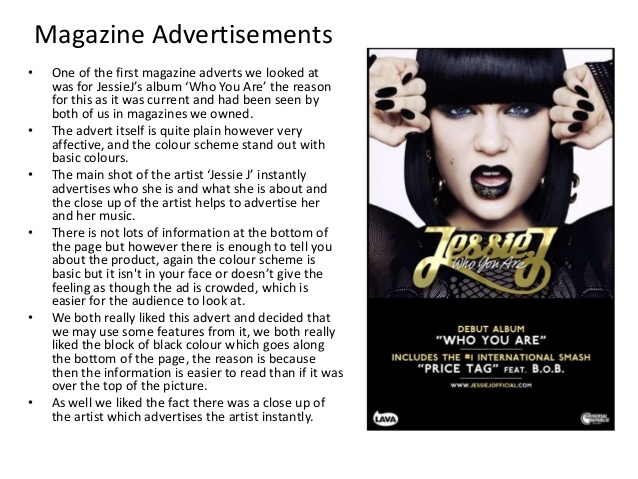 Magazine Advertisements
• One of the first magazine adverts we looked at
was for JessieJ's album 'Who You Are' the reason
for this as it was current and had been seen by
both of us in magazines we owned.
• The advert itself is quite plain however very
affective, and the colour scheme stand out with
basic colours.
• The main shot of the artist 'Jessie J' instantly
advertises who she is and what she is about and
the close up of the artist helps to advertise her
and her music.
• There is not lots of information at the bottom of
the page but however there is enough to tell you
about the product, again the colour scheme is
basic but it isn't in your face or doesn't give the
feeling as though the ad is crowded, which is
easier for the audience to look at.
• We both really liked this advert and decided that
we may use some features from it, we both really
liked the block of black colour which goes along
the bottom of the page, the reason is because
then the information is easier to read than if it was
over the top of the picture.
• As well we liked the fact there was a close up of
the artist which advertises the artist instantly.
Jessie J
Who You Are
DEBUT ALBUM
"WHO YOU ARE"
INCLUDES THE #1 INTERNATIONAL SMASH
"PRICE TAG" FEAT. B.O.B.
WWW.JESSIEJOFFICIAL.COM
LAVA
UNIVERSAL
REPUBLIC